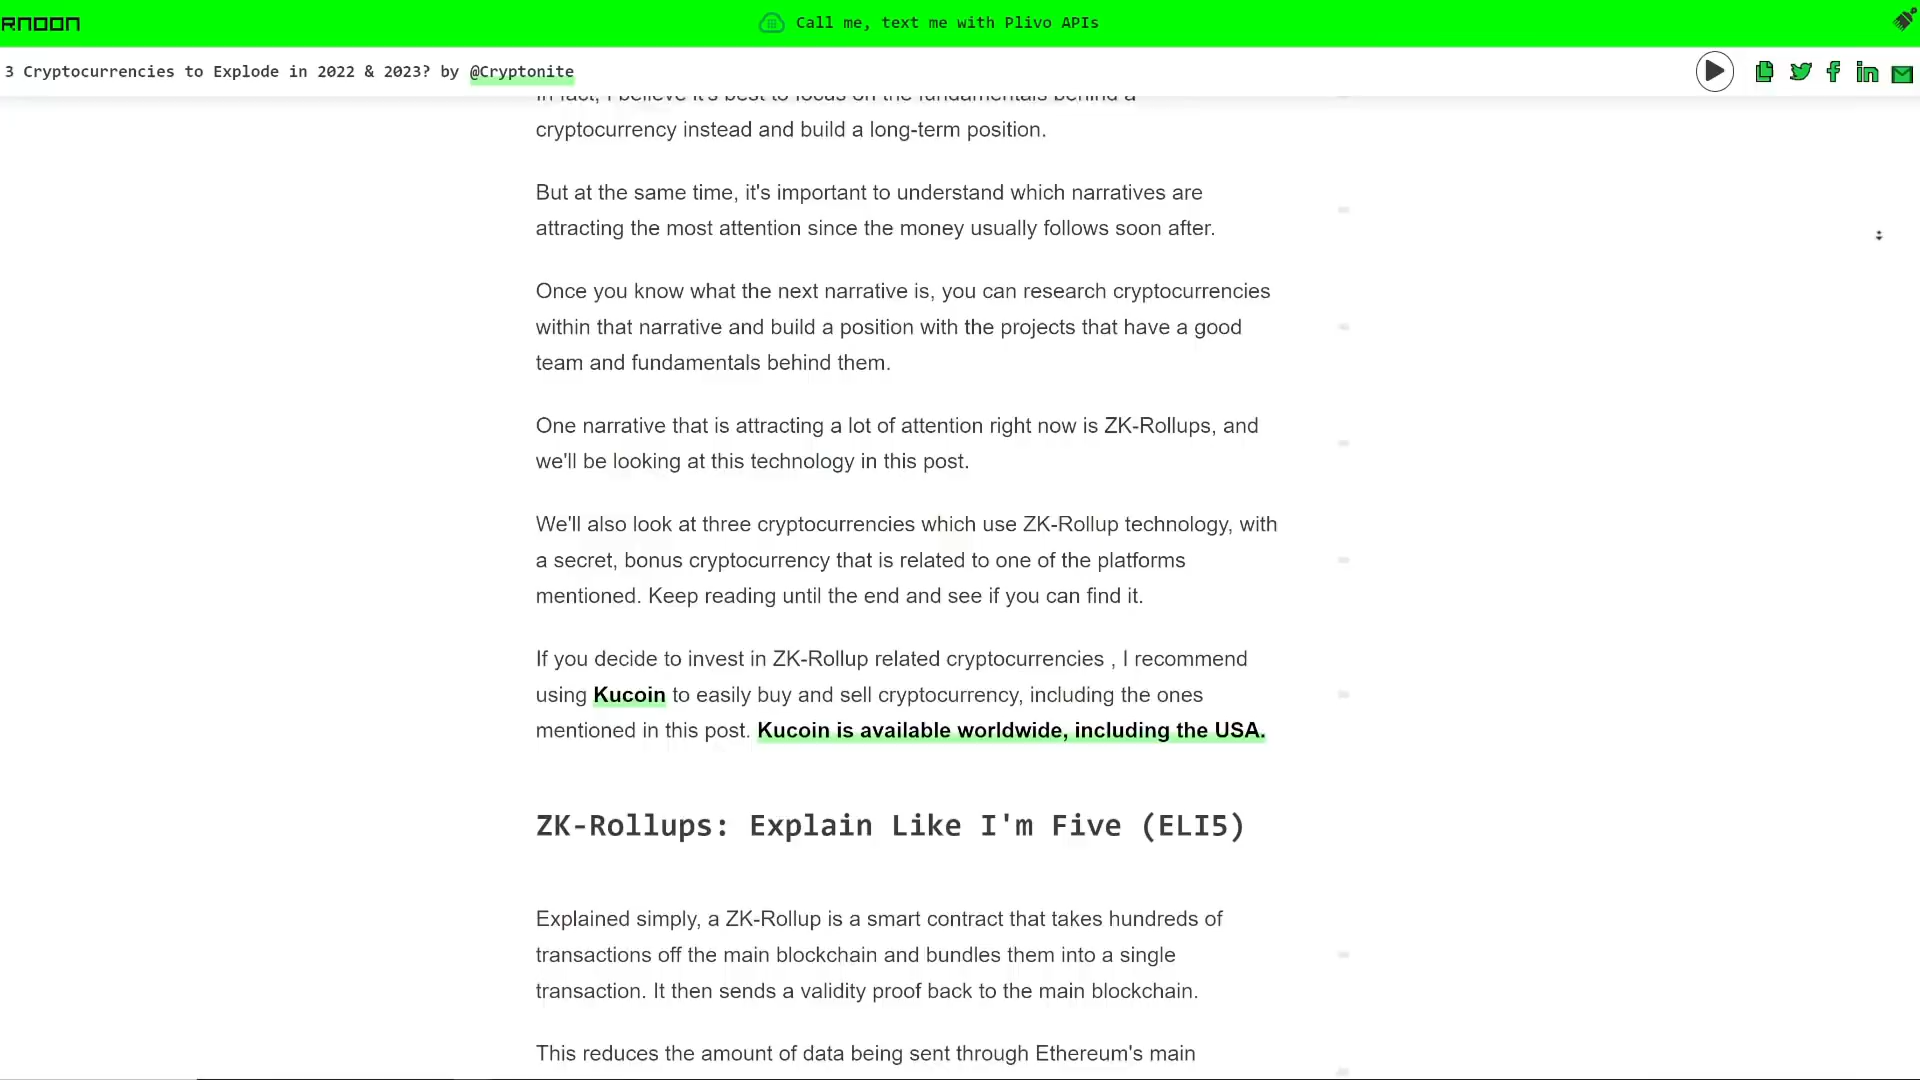 RNOON
Call me, text me with Plivo APIs
3 Cryptocurrencies to Explode in 2022 & 2023? by @Cryptonite
In fact, I believe it's best to focus on the fundamentals behind a
cryptocurrency instead and build a long-term position.
But at the same time, it's important to understand which narratives are
attracting the most attention since the money usually follows soon after.
Once you know what the next narrative is, you can research cryptocurrencies
within that narrative and build a position with the projects that have a good
team and fundamentals behind them.
One narrative that is attracting a lot of attention right now is ZK-Rollups, and
we'll be looking at this technology in this post.
We'll also look at three cryptocurrencies which use ZK-Rollup technology, with
a secret, bonus cryptocurrency that is related to one of the platforms
mentioned. Keep reading until the end and see if you can find it.
If you decide to invest in ZK-Rollup related cryptocurrencies , I recommend
using Kucoin to easily buy and sell cryptocurrency, including the ones
mentioned in this post. Kucoin is available worldwide, including the USA.
ZK-Rollups: Explain Like I'm Five (ELI5)
Explained simply, a ZK-Rollup is a smart contract that takes hundreds of
transactions off the main blockchain and bundles them into a single
transaction. It then sends a validity proof back to the main blockchain.
This reduces the amount of data being sent through Ethereum's main